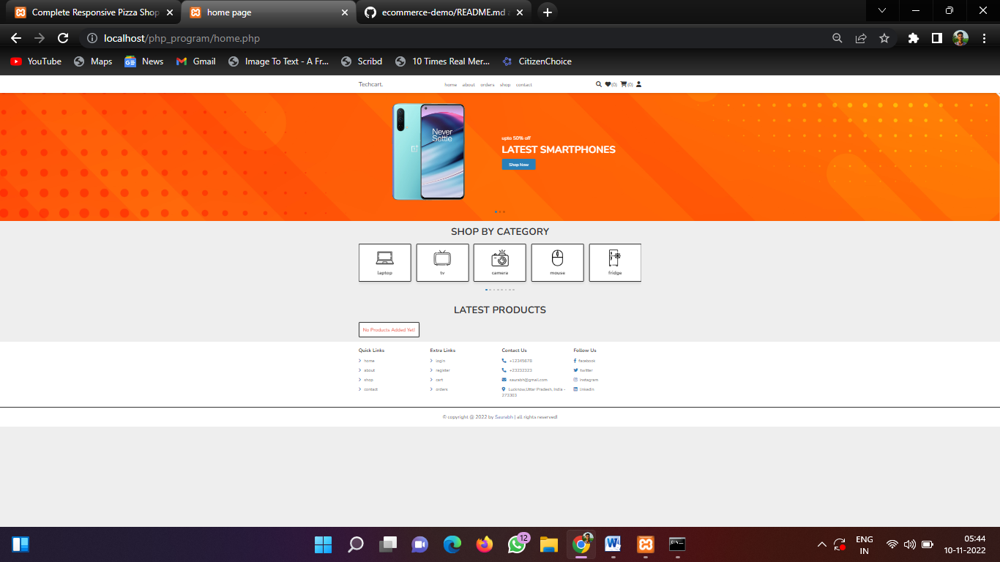 Complete Responsive Pizza Shop
home page
ecommerce-demo/README.md
localhost/php_program/home.php
YouTube Maps News Gmail Image To Text - A Fr... Scribd 10 Times Real Mer... CitizenChoice
Techcart. home about orders shop contact (0) (0)
Never
Settle
upto 50% off
LATEST SMARTPHONES
Shop Now
SHOP BY CATEGORY
laptop tv camera mouse fridge
LATEST PRODUCTS
No Products Added Yet!
Quick Links
home
about
shop
contact
Extra Links
login
register
cart
orders
Contact Us
+12345678
+23232323
saurabh@gmail.com
Lucknow,Uttar Pradesh, India -
273303
Follow Us
facebook
twitter
instagram
linkedin
© copyright @ 2022 by Saurabh | all rights reserved!
12
ENG
IN
05:44
10-11-2022